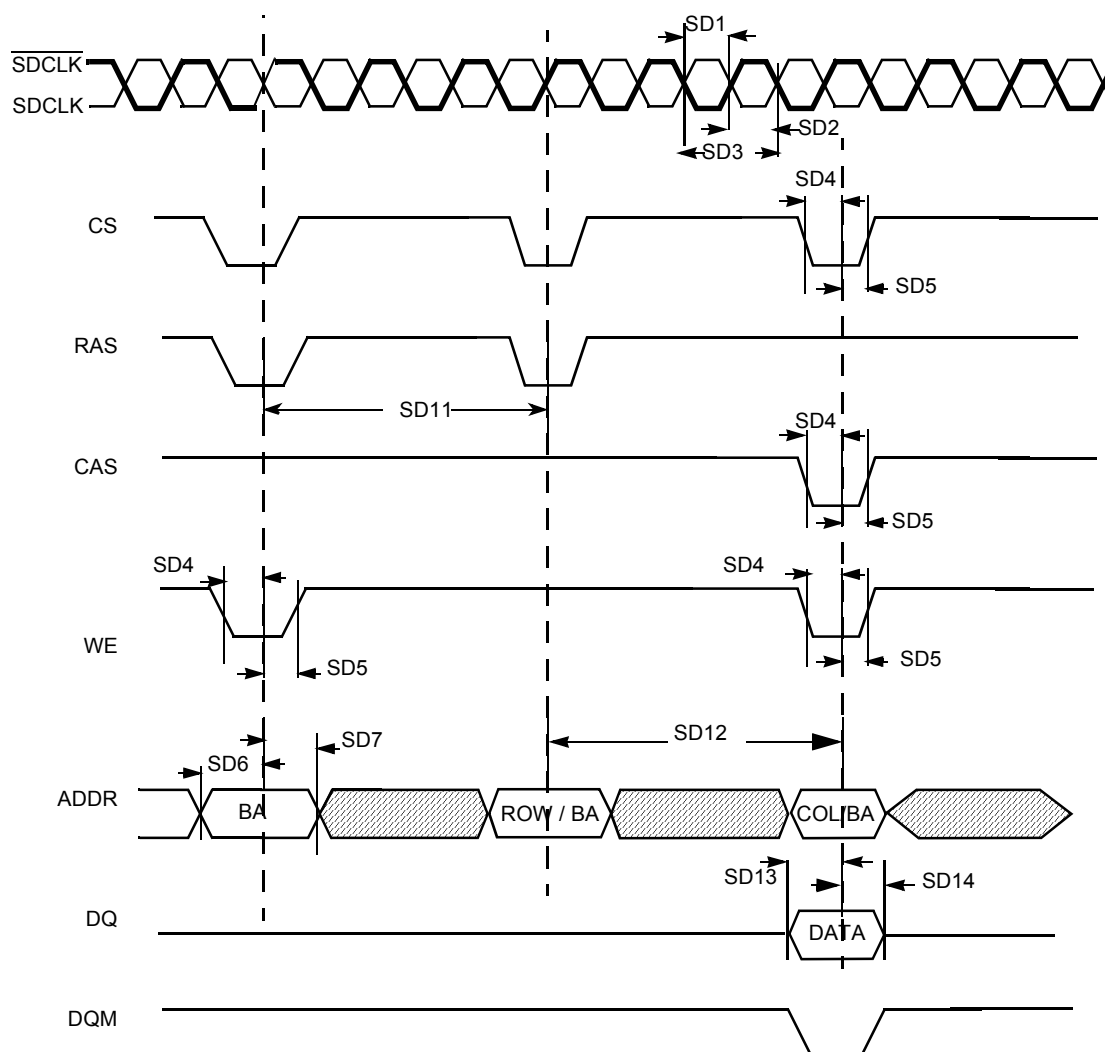 SD1
SDCLK
SDCLK
SD2
SD3
SD4
CS
SD5
RAS
SD11
SD4
CAS
SD5
SD4
SD4
WE
SD5
SD5
SD12
SD7
SD6
ADDR
BA
ROW / BA
COL/BA
SD13
SD14
DQ
DATA
DQM